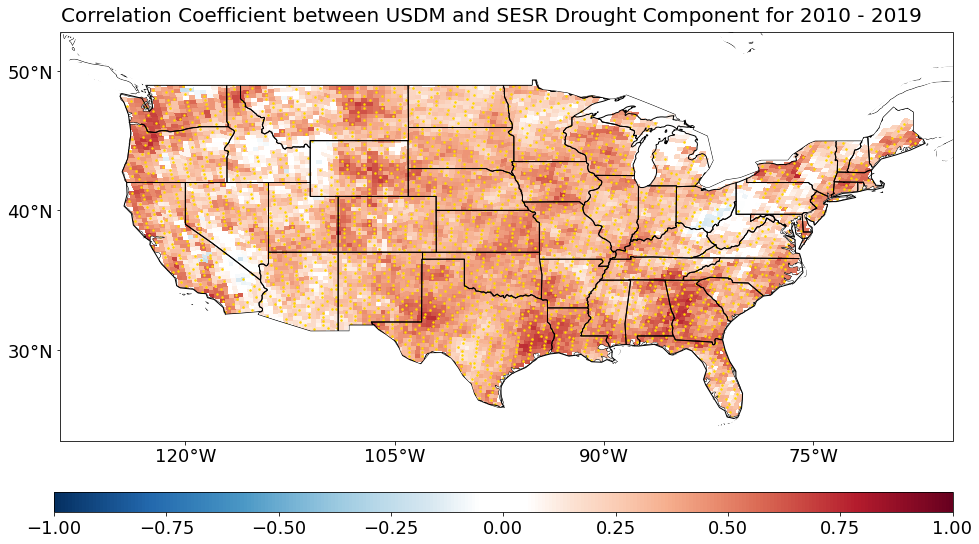 Correlation Coefficient between USDM and SESR Drought Component for 2010 - 2019
50°N
40°N
30°N
120°W 105°W 90°W 75°W
−1.00 −0.75 −0.50 −0.25 0.00 0.25 0.50 0.75 1.00